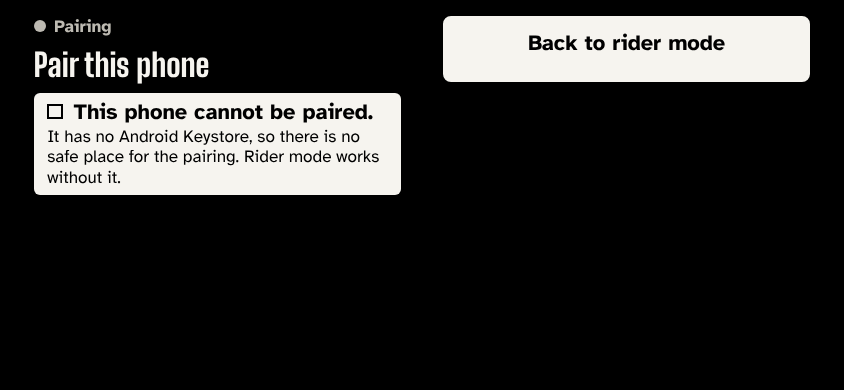 Pairing
Pair this phone
This phone cannot be paired.
It has no Android Keystore, so there is no
safe place for the pairing. Rider mode works
without it.
Back to rider mode